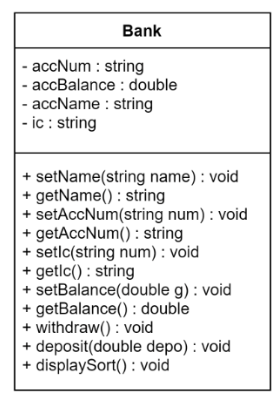 Bank
- accNum : string
- accBalance : double
- accName : string
- ic : string
+ setName(string name) : void
+ getName() : string
+ setAccNum(string num) : void
+ getAccNum() : string
+ setIc(string num) : void
+ getIc() : string
+ setBalance(double g) : void
+ getBalance() : double
+ withdraw() : void
+ deposit(double depo) : void
+ displaySort() : void